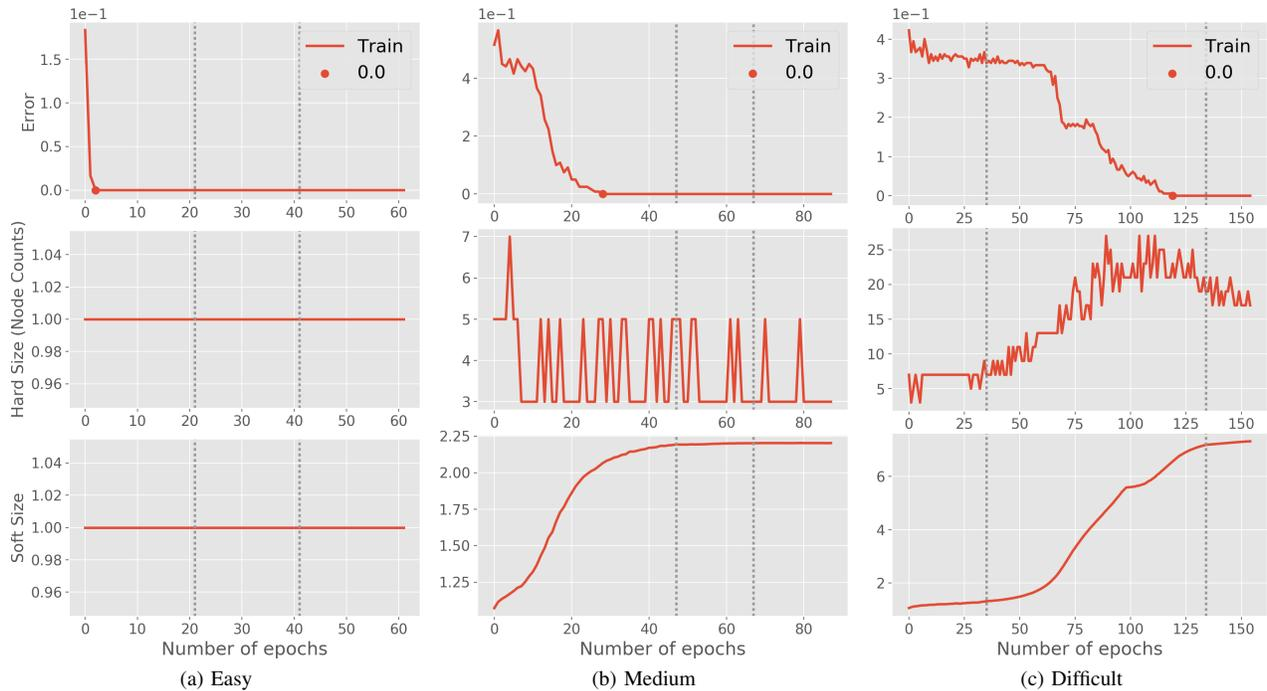 1e−1
1e−1
1e−1
Train
0.0
Train
0.0
Train
0.0
Error
1.5
1.0
0.5
0.0
0 10 20 30 40 50 60
4
2
0
0 20 40 60 80
4
3
2
1
0
0 25 50 75 100 125 150
Hard Size (Node Counts)
1.04
1.02
1.00
0.98
0.96
0 10 20 30 40 50 60
7
6
5
4
3
0 20 40 60 80
25
20
15
10
5
0 25 50 75 100 125 150
Soft Size
1.04
1.02
1.00
0.98
0.96
0 10 20 30 40 50 60
2.25
2.00
1.75
1.50
1.25
0 20 40 60 80
6
4
2
0 25 50 75 100 125 150
Number of epochs
Number of epochs
Number of epochs
(a) Easy
(b) Medium
(c) Difficult